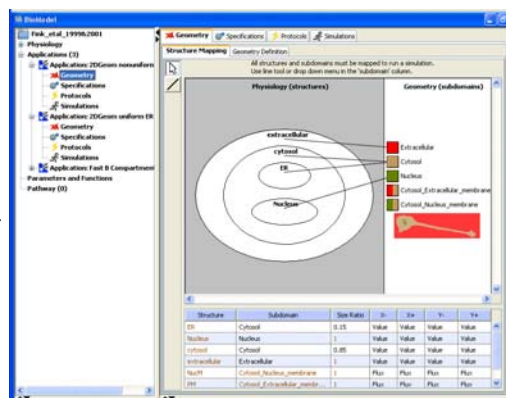 BioModel
Fink_etal_19996,2001
Physiology
Applications (3)
Application: 2DGeom nonuniform
Geometry
Specifications
Protocols
Simulations
Application: 2DGeom uniform ER
Geometry
Specifications
Protocols
Simulations
Application: Fast B Compartment
Parameters and Functions
Pathway (0)
Geometry Specifications Protocols Simulations
Structure Mapping Geometry Definition
All structures and subdomains must be mapped to run a simulation.
Use line tool or drop down menu in the 'subdomain' column.
Physiology (structures) Geometry (subdomains)
extracellular
cytosol
ER
Nucleus
Extracellular
Cytosol
Nucleus
Cytosol_Extracellular_membrane
Cytosol_Nucleus_membrane
Structure Subdomain Size Ratio X- X+ Y- Y+
ER Cytosol 0.15 Value Value Value Value
Nucleus Nucleus 1 Value Value Value Value
cytosol Cytosol 0.85 Value Value Value Value
extracellular Extracellular 1 Value Value Value Value
NucM Cytosol_Nucleus_membrane 1 Flux Flux Flux Flux
PM Cytosol_Extracellular_membr... 1 Flux Flux Flux Flux